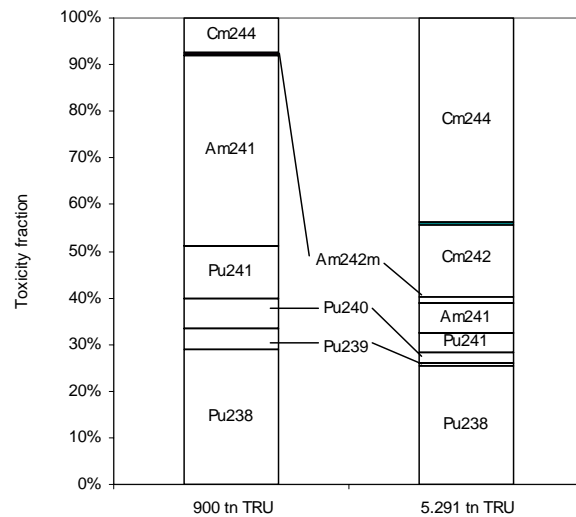 Toxicity fraction
100%
90%
80%
70%
60%
50%
40%
30%
20%
10%
0%
Cm244
Am241
Pu241
Pu238
Am242m
Pu240
Pu239
Cm244
Cm242
Am241
Pu241
Pu238
900 tn TRU
5.291 tn TRU